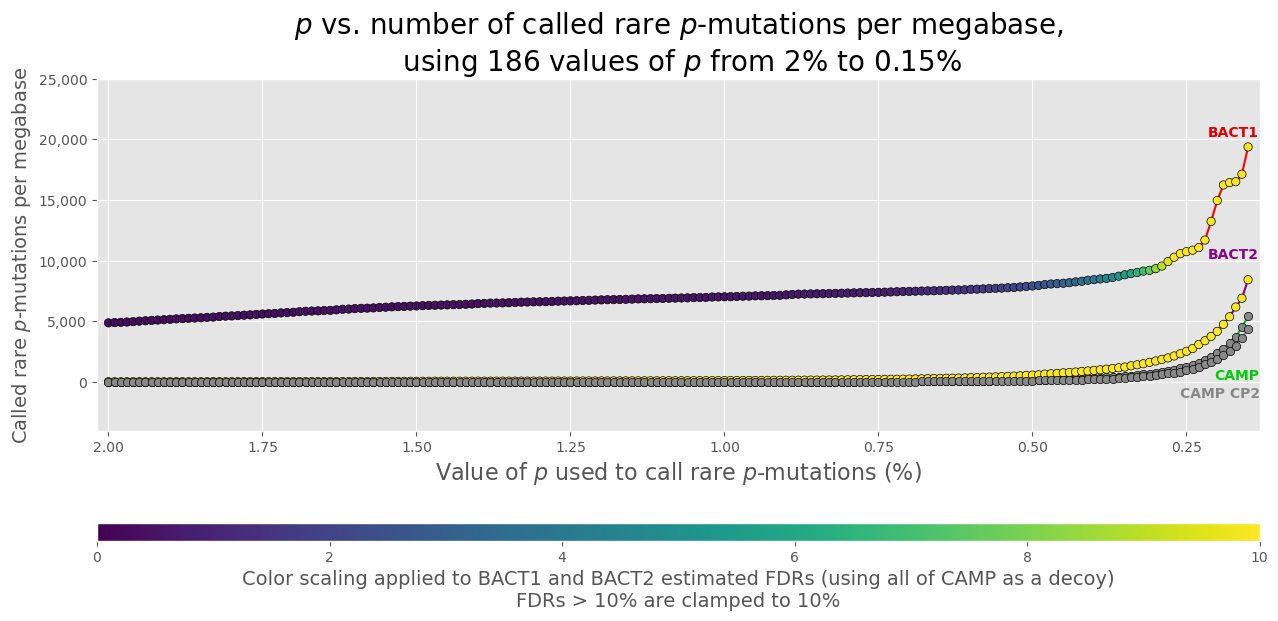 p vs. number of called rare p-mutations per megabase,
using 186 values of p from 2% to 0.15%
Called rare p-mutations per megabase
25,000
20,000
15,000
10,000
5,000
0
BACT1
BACT2
CAMP
CAMP CP2
2.00 1.75 1.50 1.25 1.00 0.75 0.50 0.25
Value of p used to call rare p-mutations (%)
0 2 4 6 8 10
Color scaling applied to BACT1 and BACT2 estimated FDRs (using all of CAMP as a decoy)
FDRs > 10% are clamped to 10%